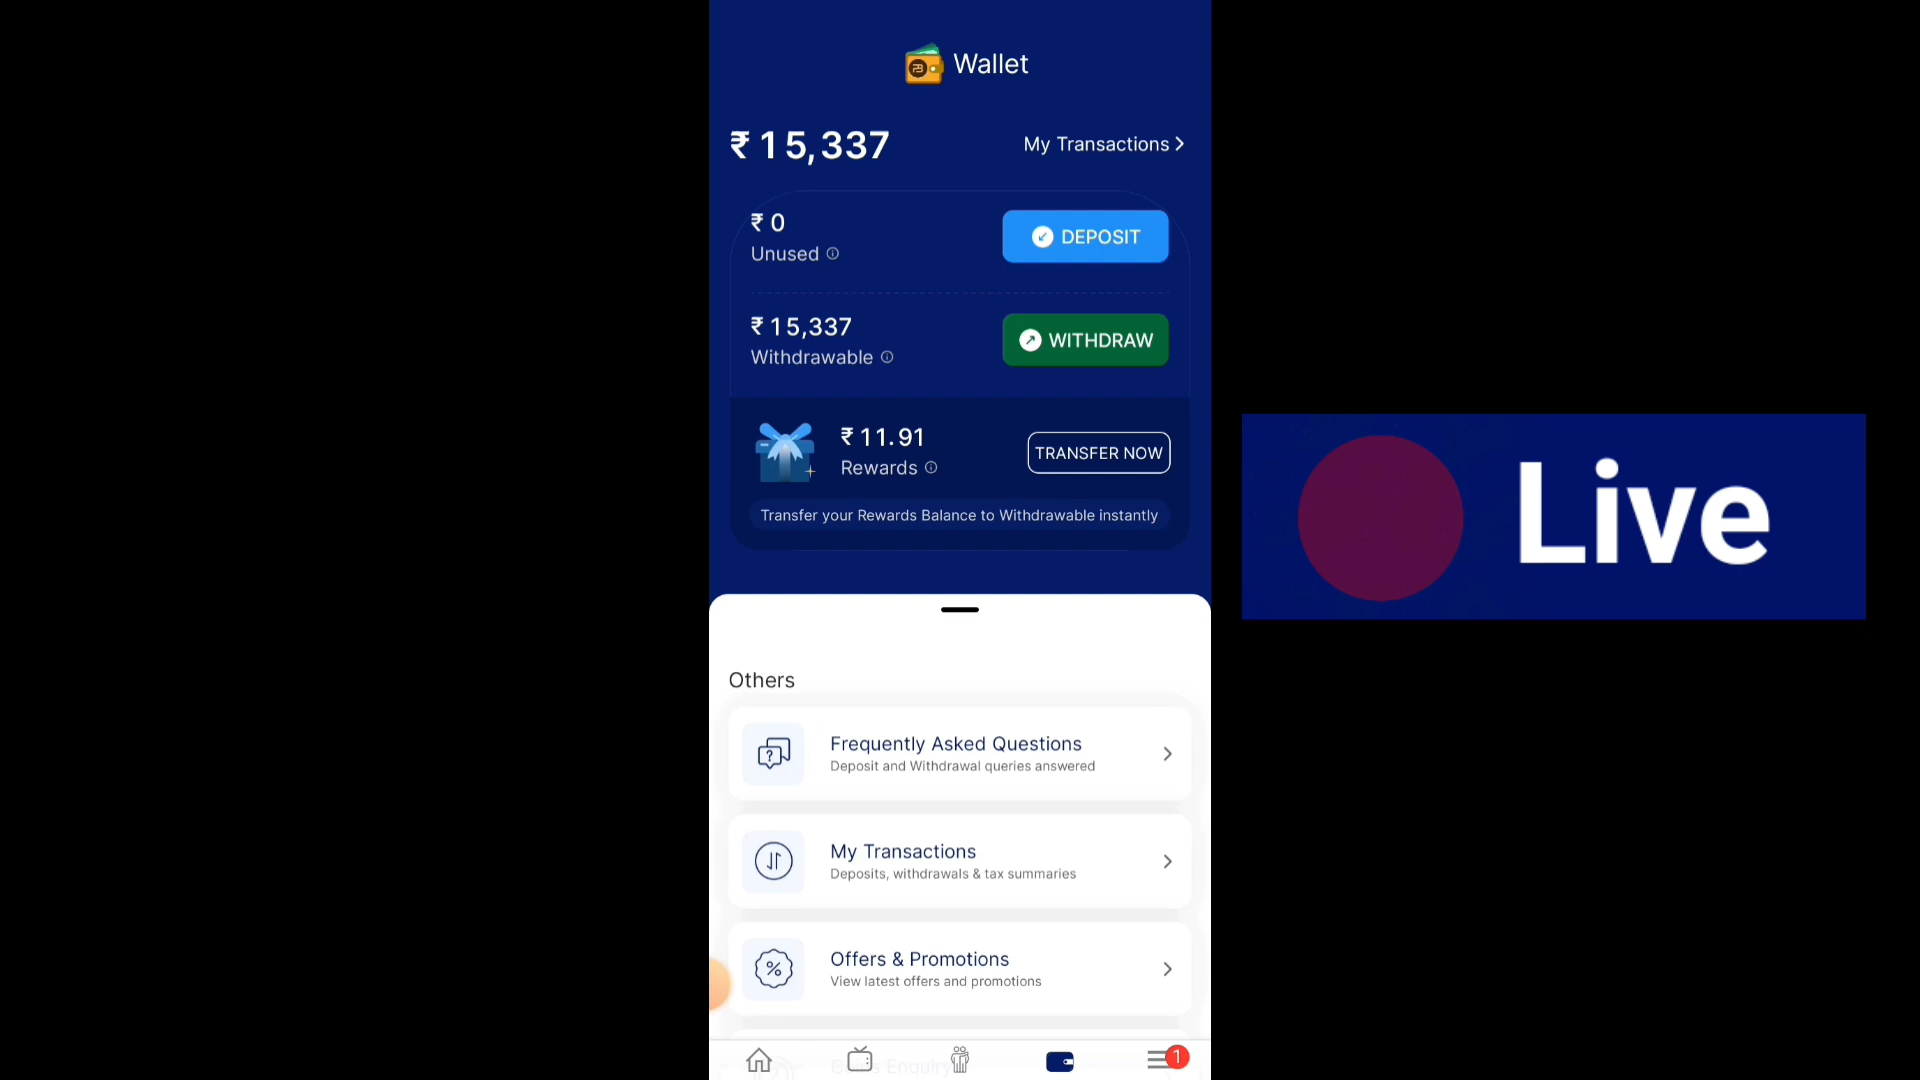 Wallet
₹ 15,337
My Transactions
₹ 0
Unused
DEPOSIT
₹ 15,337
Withdrawable
WITHDRAW
₹ 11.91
Rewards
TRANSFER NOW
Transfer your Rewards Balance to Withdrawable instantly
Live
Others
Frequently Asked Questions
Deposit and Withdrawal queries answered
My Transactions
Deposits, withdrawals & tax summaries
Offers & Promotions
View latest offers and promotions
Enquiry
1